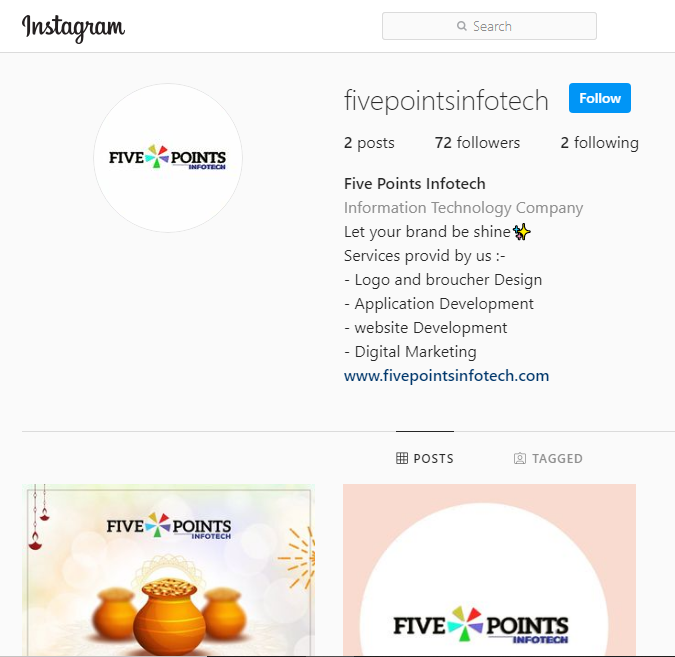 Instagram
Search
fivepointsinfotech Follow
2 posts 72 followers 2 following
FIVE POINTS
INFOTECH
Five Points Infotech
Information Technology Company
Let your brand be shine✨
Services provid by us :-
- Logo and broucher Design
- Application Development
- website Development
- Digital Marketing
www.fivepointsinfotech.com
POSTS TAGGED
FIVE POINTS
INFOTECH
FIVE POINTS
INFOTECH